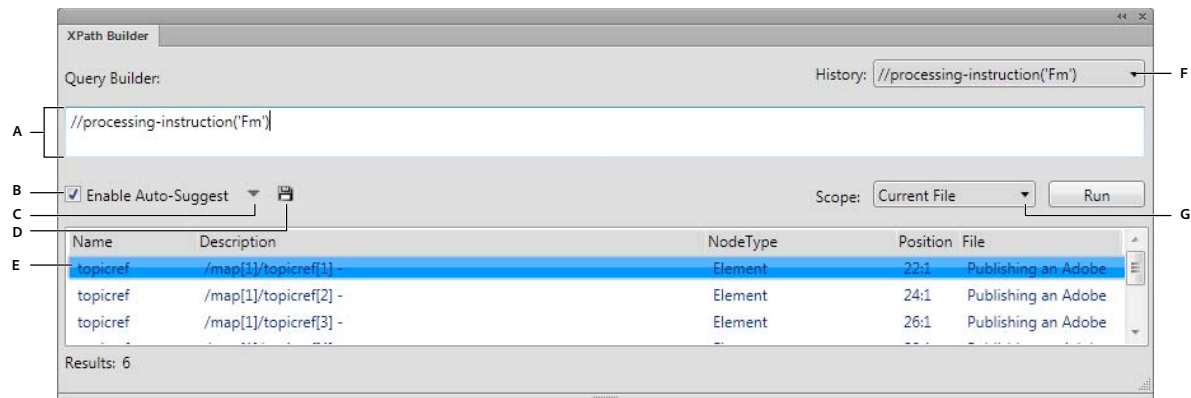 XPath Builder
Query Builder:
History: //processing-instruction('Fm')
F
A
//processing-instruction('Fm')
B
Enable Auto-Suggest
Scope: Current File
Run
C
G
D
Name Description NodeType Position File
E
topicref /map[1]/topicref[1] - Element 22:1 Publishing an Adobe
topicref /map[1]/topicref[2] - Element 24:1 Publishing an Adobe
topicref /map[1]/topicref[3] - Element 26:1 Publishing an Adobe
Results: 6